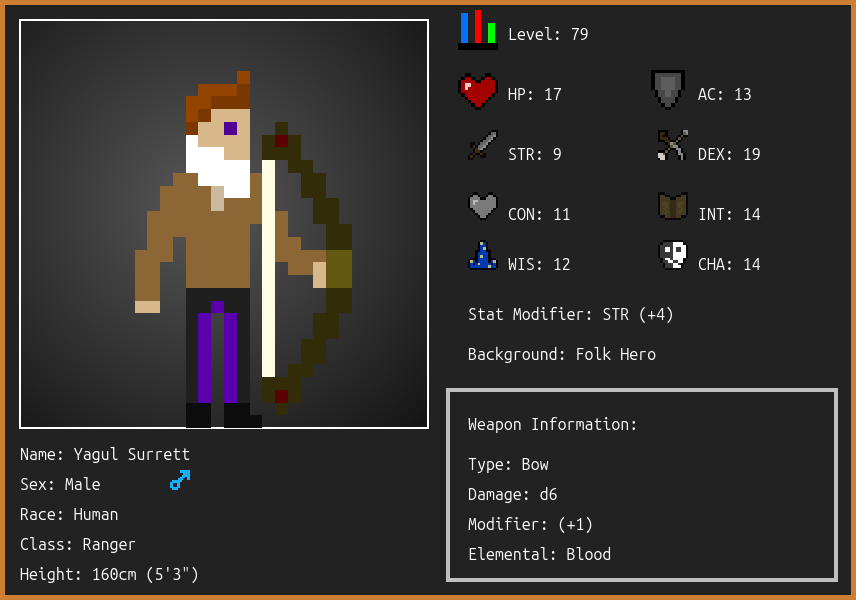 Level: 79
HP: 17
AC: 13
STR: 9
DEX: 19
CON: 11
INT: 14
WIS: 12
CHA: 14
Stat Modifier: STR (+4)
Background: Folk Hero
Weapon Information:
Type: Bow
Damage: d6
Modifier: (+1)
Elemental: Blood
Name: Yagul Surrett
Sex: Male
Race: Human
Class: Ranger
Height: 160cm (5'3")